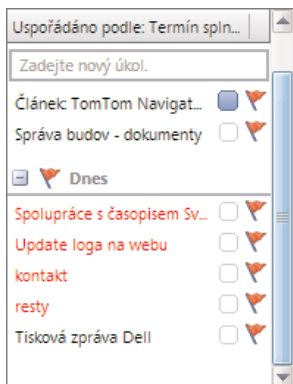 Uspořádáno podle: Termín spln...
Zadejte nový úkol.
Článek: TomTom Navigat...
Správa budov - dokumenty
Dnes
Spolupráce s časopisem Sv...
Update loga na webu
kontakt
resty
Tisková zpráva Dell